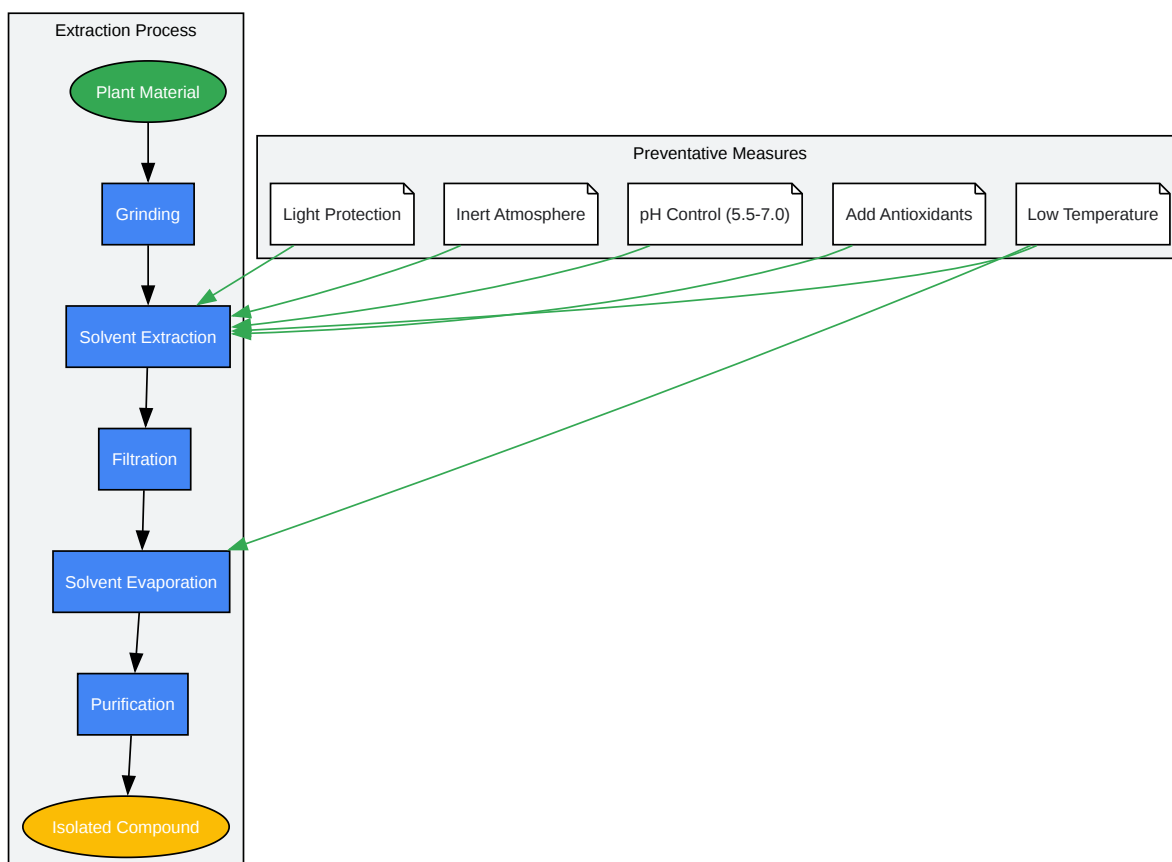 Extraction Process
Plant Material
Grinding
Solvent Extraction
Filtration
Solvent Evaporation
Purification
Isolated Compound
Preventative Measures
Light Protection
Inert Atmosphere
pH Control (5.5-7.0)
Add Antioxidants
Low Temperature